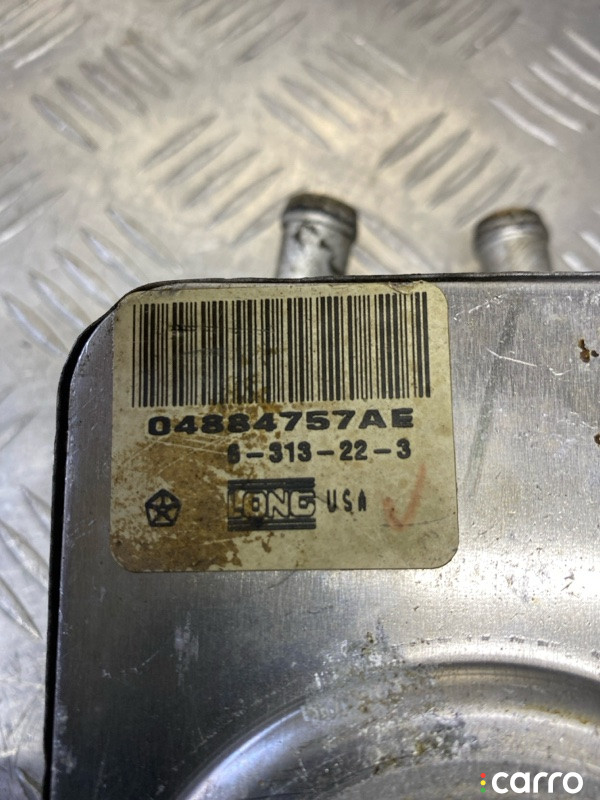 04884757AE
6-313-22-3
LONG USA
carro